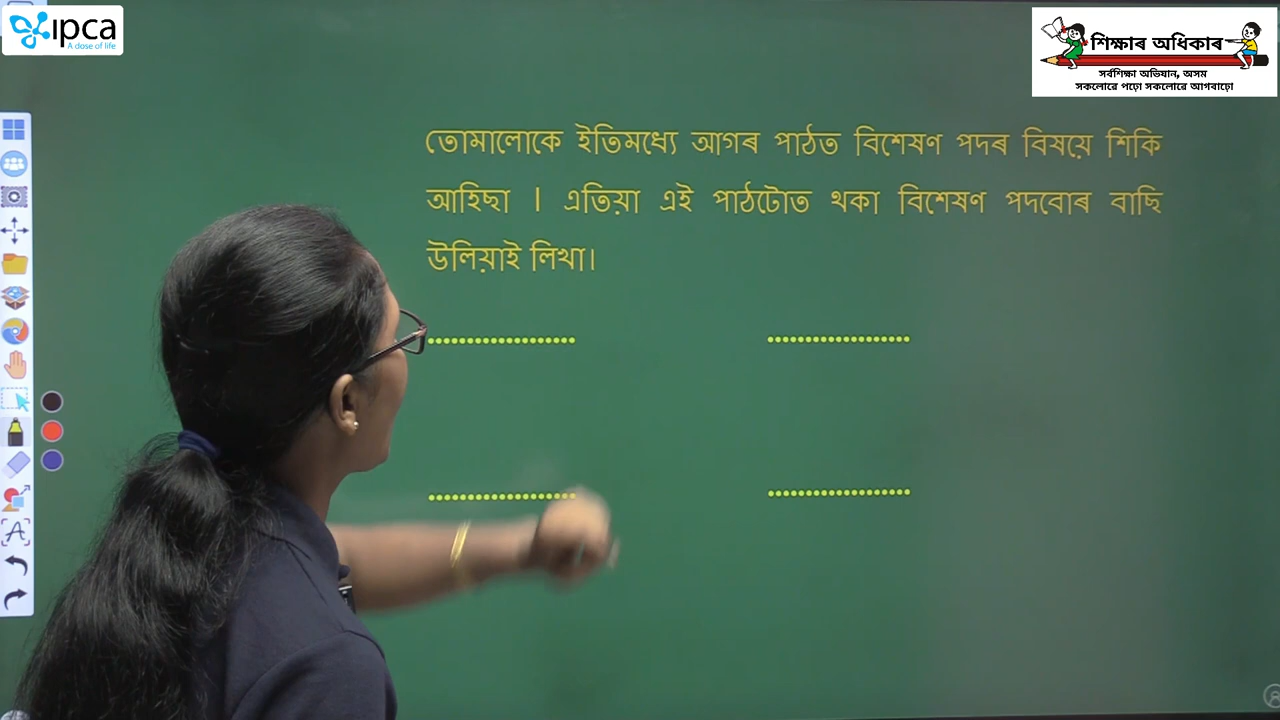 ipca
A dose of life
শিক্ষাৰ অধিকাৰ
সৰ্বশিক্ষা অভিযান, অসম
সকলোৱে পঢ়ো সকলোৱে আগবাঢ়ো
তোমালোকে ইতিমধ্যে আগৰ পাঠত বিশেষণ পদৰ বিষয়ে শিকি
আহিছা । এতিয়া এই পাঠটোত থকা বিশেষণ পদবোৰ বাছি
উলিয়াই লিখা।
.................... ....................
.................... ....................